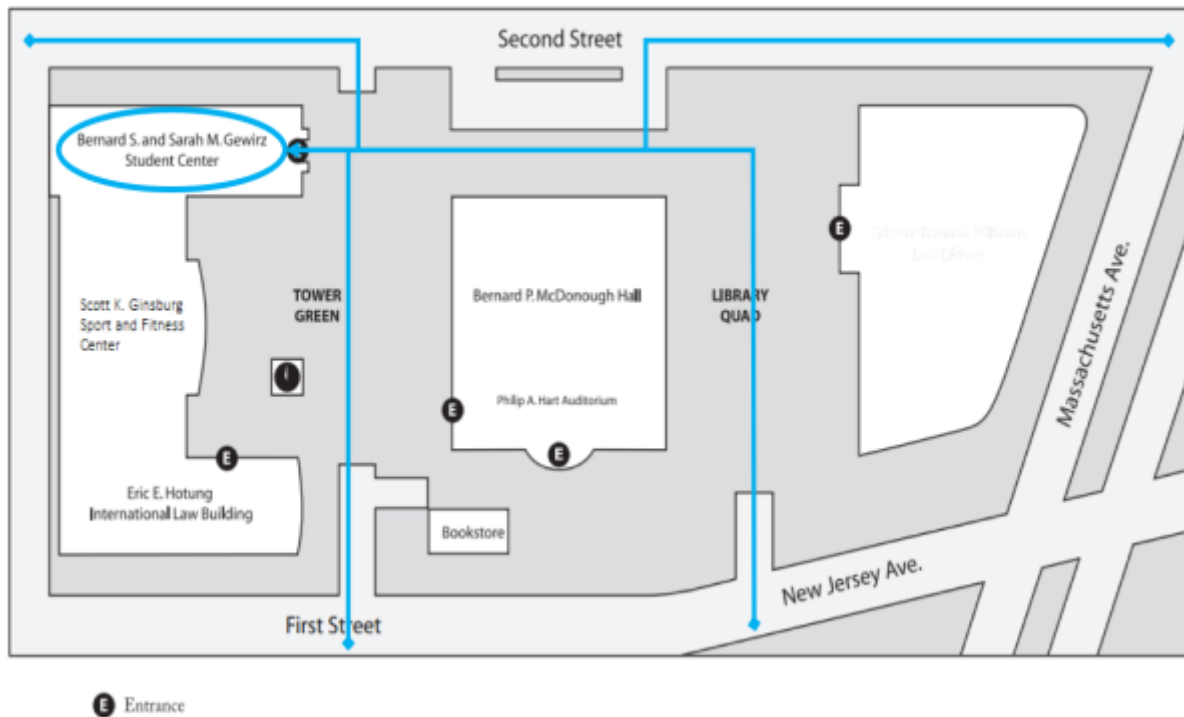 Second Street
Bernard S. and Sarah M. Gewirz
Student Center
E
E
Massachusetts Ave.
Scott K. Ginsburg
Sport and Fitness
Center
TOWER
GREEN
Bernard P. McDonough Hall
LIBRARY
QUAD
Philip A. Hart Auditorium
E
E
E
Eric E. Hotung
International Law Building
Bookstore
New Jersey Ave.
First Street
E Entrance